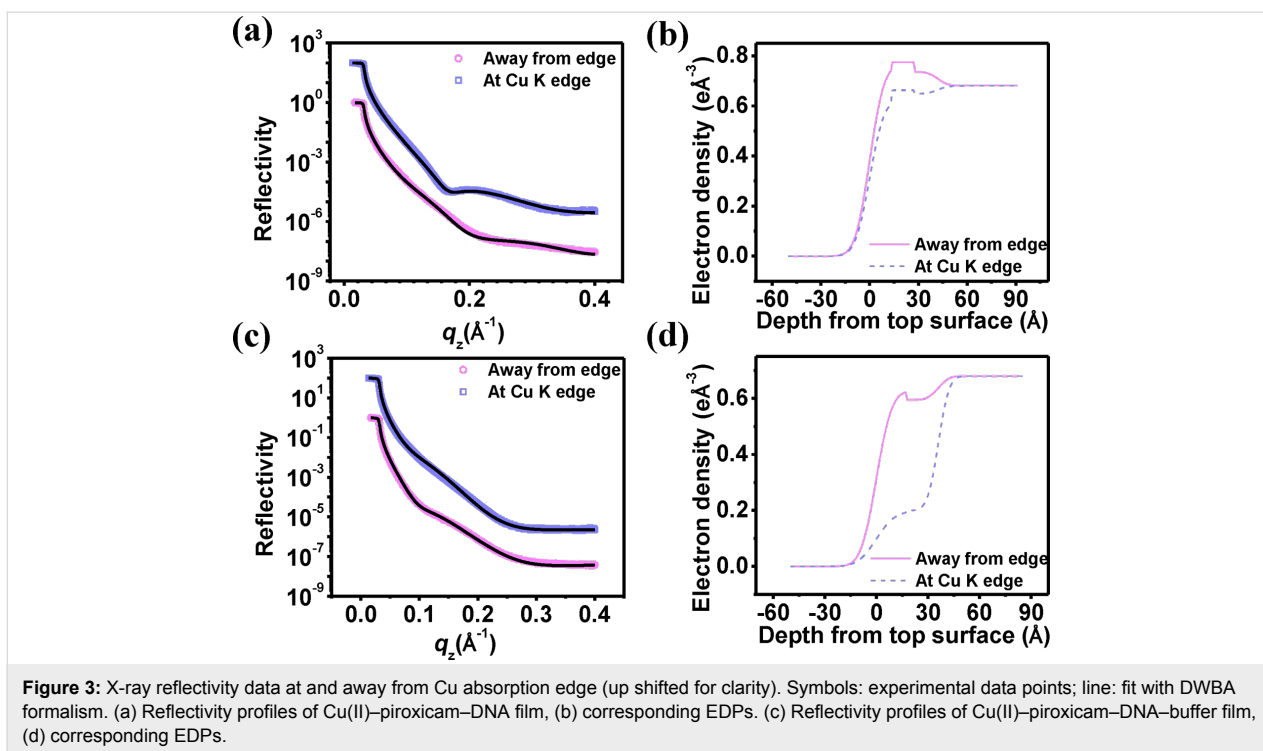 (a)
10³
10⁰
10⁻³
10⁻⁶
10⁻⁹
Reflectivity
Away from edge
At Cu K edge
0.0 0.2 0.4
q_z(Å⁻¹)
(b)
0.8
0.6
0.4
0.2
0.0
Electron density (eÅ⁻³)
Away from edge
At Cu K edge
-60 -30 0 30 60 90
Depth from top surface (Å)
(c)
10³
10¹
10⁻¹
10⁻³
10⁻⁵
10⁻⁷
10⁻⁹
Reflectivity
Away from edge
At Cu K edge
0.0 0.1 0.2 0.3 0.4
q_z(Å⁻¹)
(d)
0.6
0.4
0.2
0.0
Electron density (eÅ⁻³)
Away from edge
At Cu K edge
-60 -30 0 30 60 90
Depth from top surface (Å)
Figure 3: X-ray reflectivity data at and away from Cu absorption edge (up shifted for clarity). Symbols: experimental data points; line: fit with DWBA
formalism. (a) Reflectivity profiles of Cu(II)–piroxicam–DNA film, (b) corresponding EDPs. (c) Reflectivity profiles of Cu(II)–piroxicam–DNA–buffer film,
(d) corresponding EDPs.